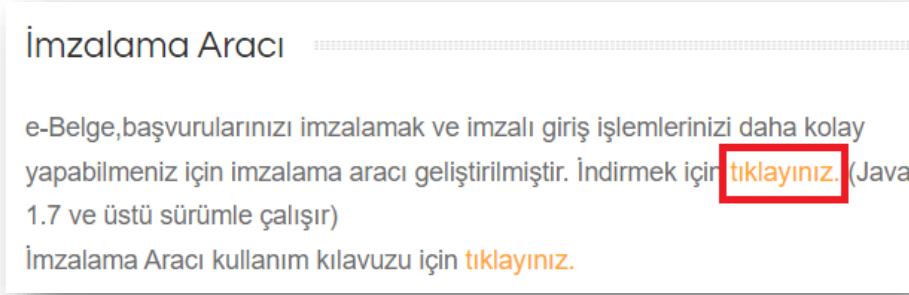 İmzalama Aracı
e-Belge,başvurularınızı imzalamak ve imzalı giriş işlemlerinizi daha kolay
yapabilmeniz için imzalama aracı geliştirilmiştir. İndirmek için tıklayınız. (Java
1.7 ve üstü sürümle çalışır)
İmzalama Aracı kullanım kılavuzu için tıklayınız.